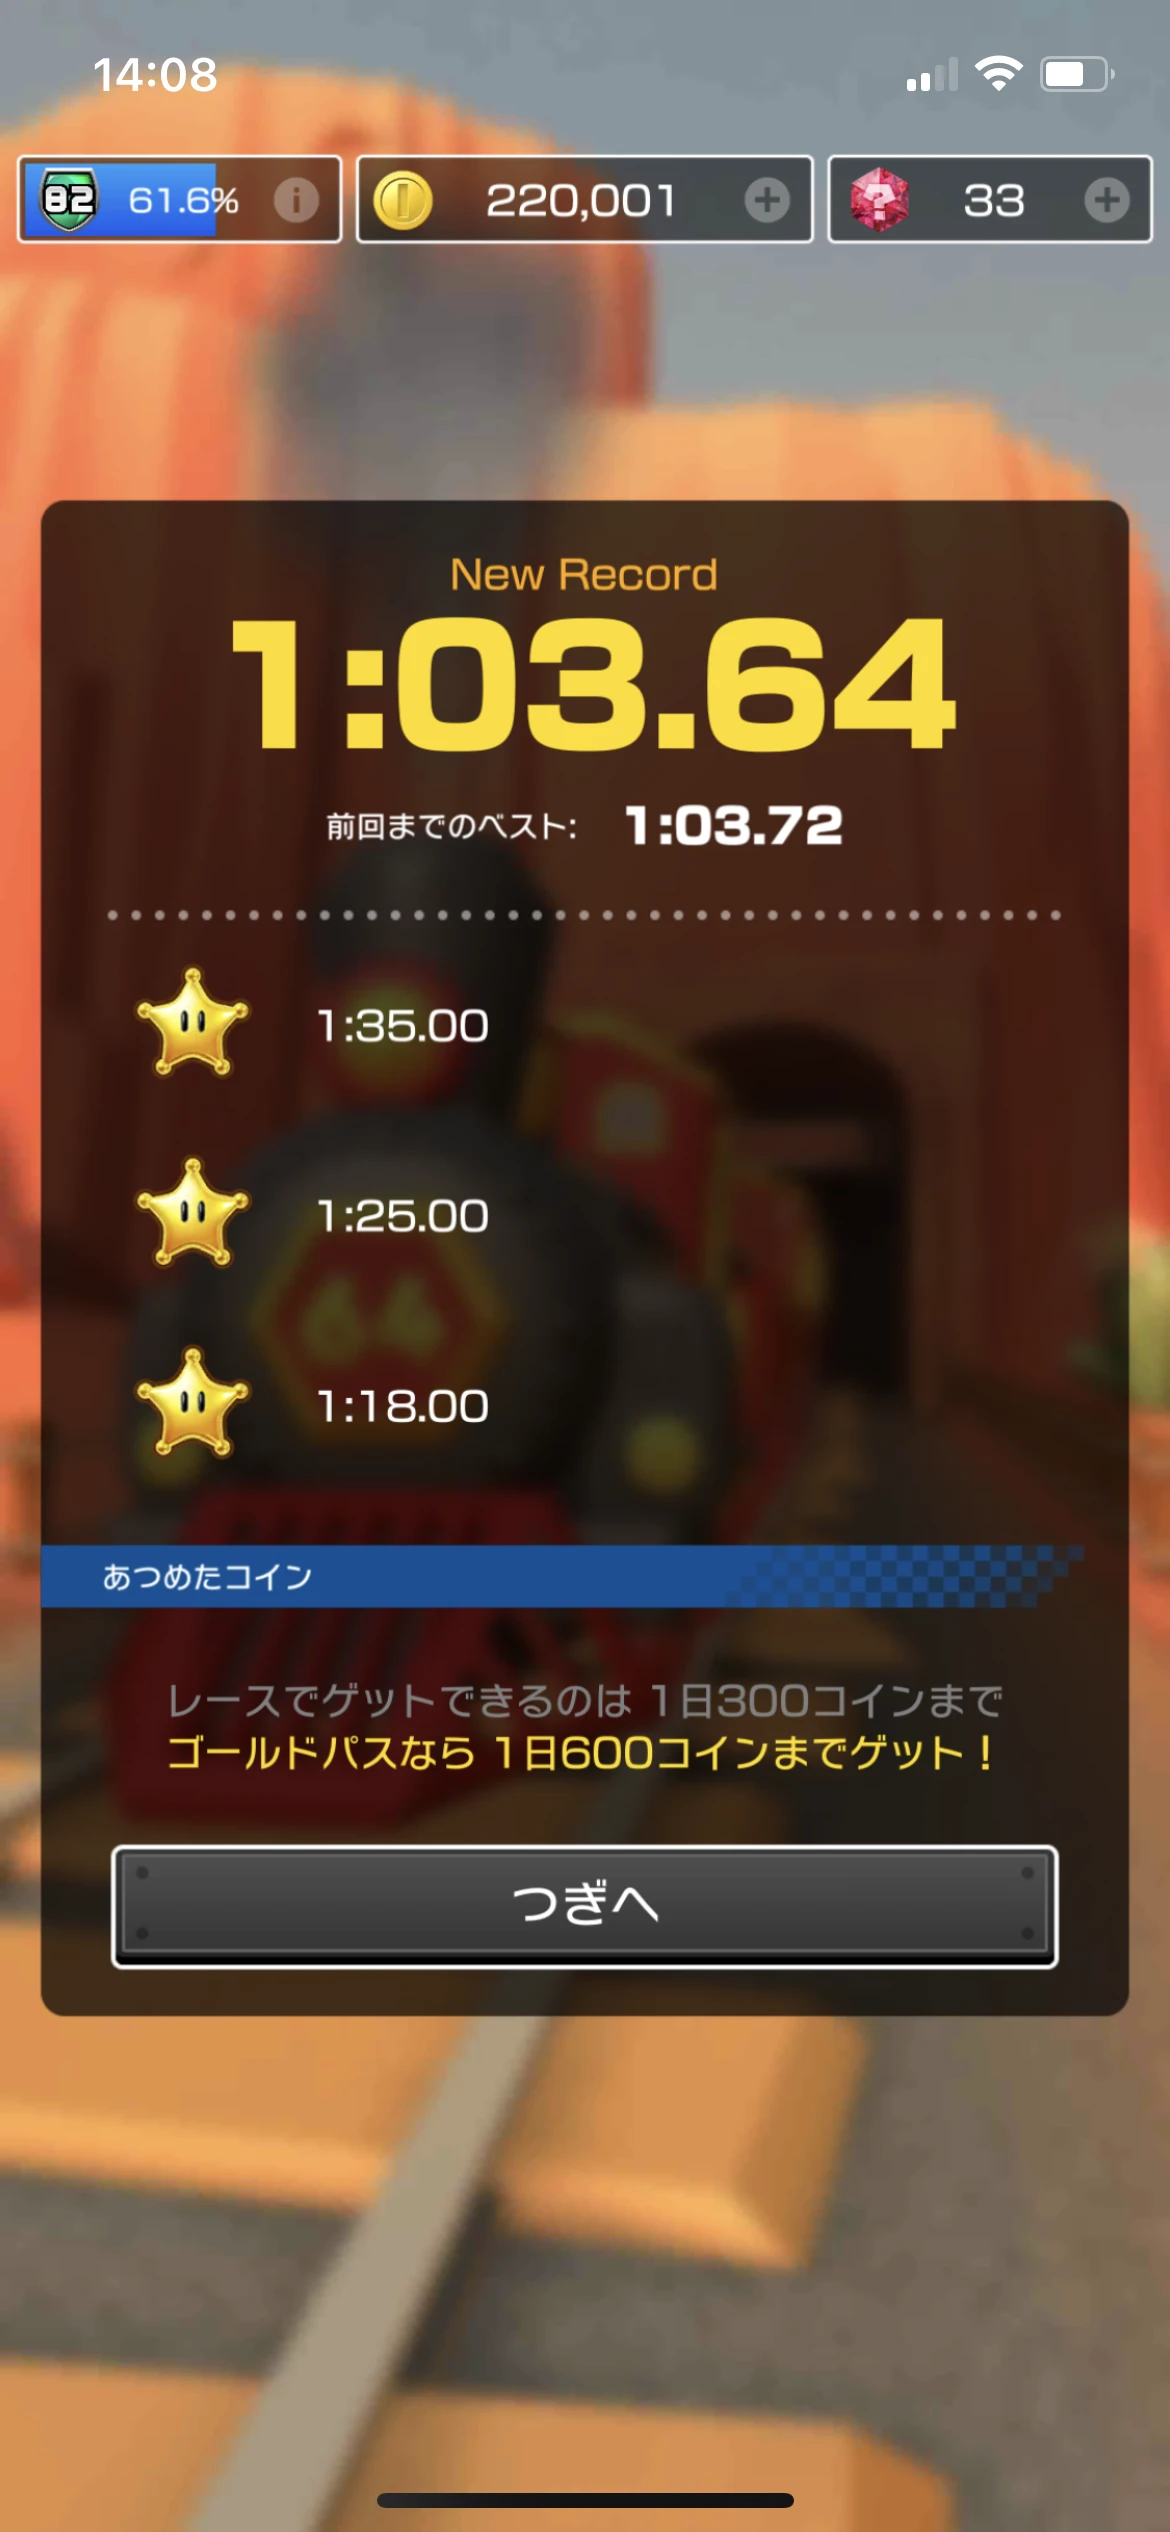 14:08
82 61.6% i 220,001 + ? 33 +
New Record
1:03.64
前回までのベスト: 1:03.72
1:35.00
1:25.00
64
1:18.00
あつめたコイン
レースでゲットできるのは 1日300コインまで
ゴールドパスなら 1日600コインまでゲット！
つぎへ